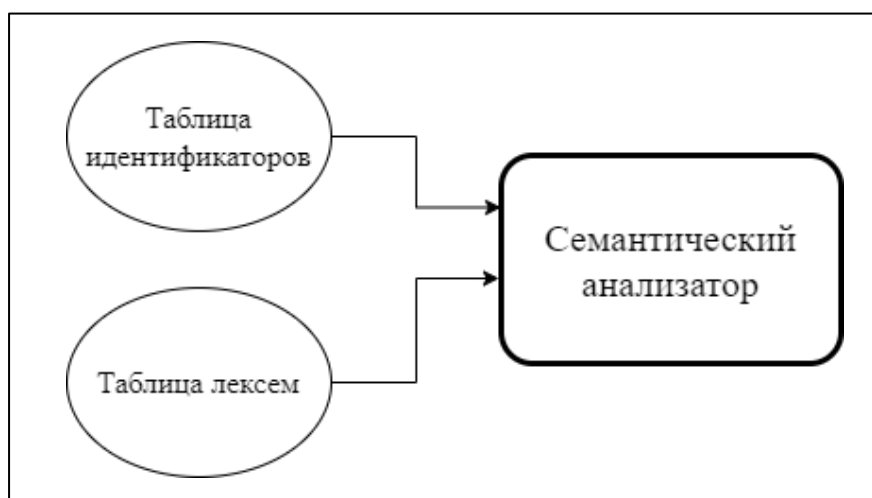 Таблица
идентификаторов
Семантический
анализатор
Таблица лексем